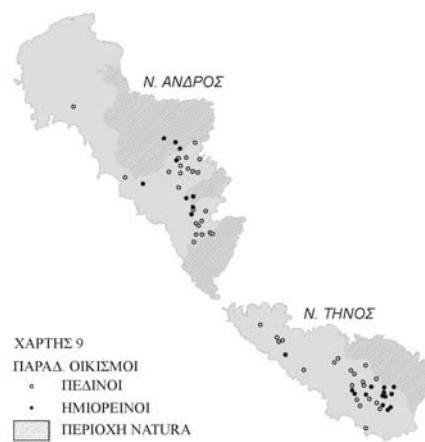 Ν. ΑΝΔΡΟΣ
Ν. ΤΗΝΟΣ
ΧΑΡΤΗΣ 9
ΠΑΡΑΔ. ΟΙΚΙΣΜΟΙ
ΠΕΔΙΝΟΙ
ΗΜΙΟΡΕΙΝΟΙ
ΠΕΡΙΟΧΗ NATURA